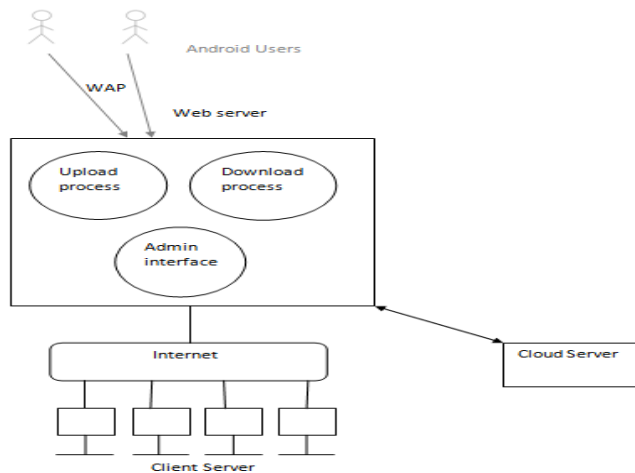 Android Users
WAP
Web server
Upload
process
Download
process
Admin
interface
Internet
Cloud Server
Client Server